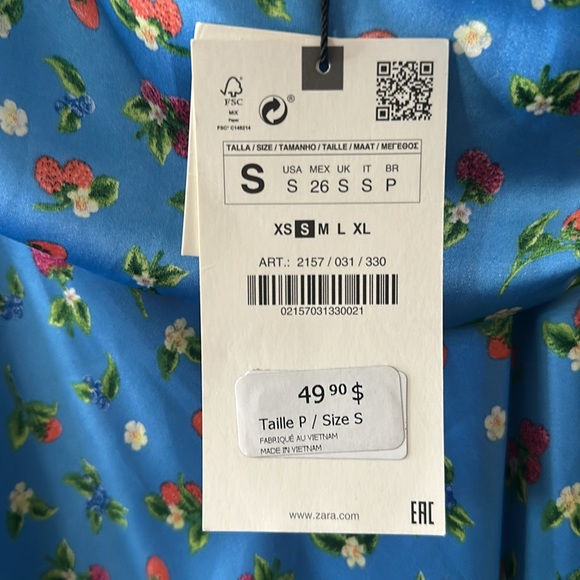 FSC
MIX
Paper
FSC® C148214
®
TALLA / SIZE / TAMANHO / TAILLE / MAAT / ΜΕΓΕΘΟΣ
S
USA MEX UK IT BR
S 26 S S P
XS S M L XL
ART.: 2157 / 031 / 330
02157031330021
49 90 $
Taille P / Size S
FABRIQUÉ AU VIETNAM
MADE IN VIETNAM
www.zara.com
EAC